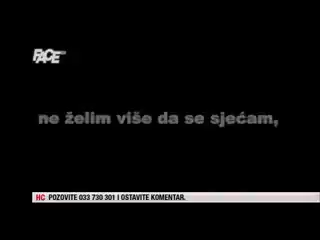 FACE
ne želim više da se sjećam,
HC POZOVITE 033 730 301 I OSTAVITE KOMENTAR.